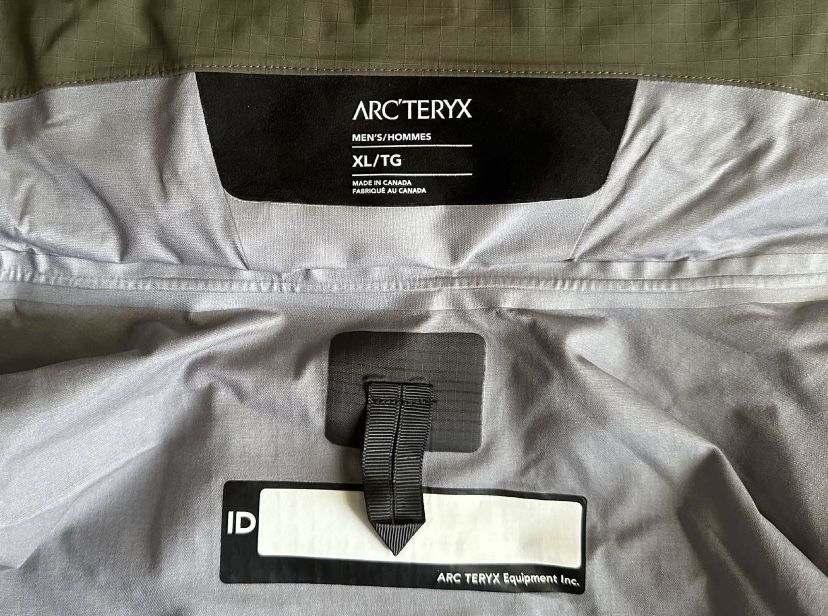 ARC'TERYX
MEN'S/HOMMES
XL/TG
MADE IN CANADA
FABRIQUÉ AU CANADA
ID
ARC TERYX Equipment Inc.